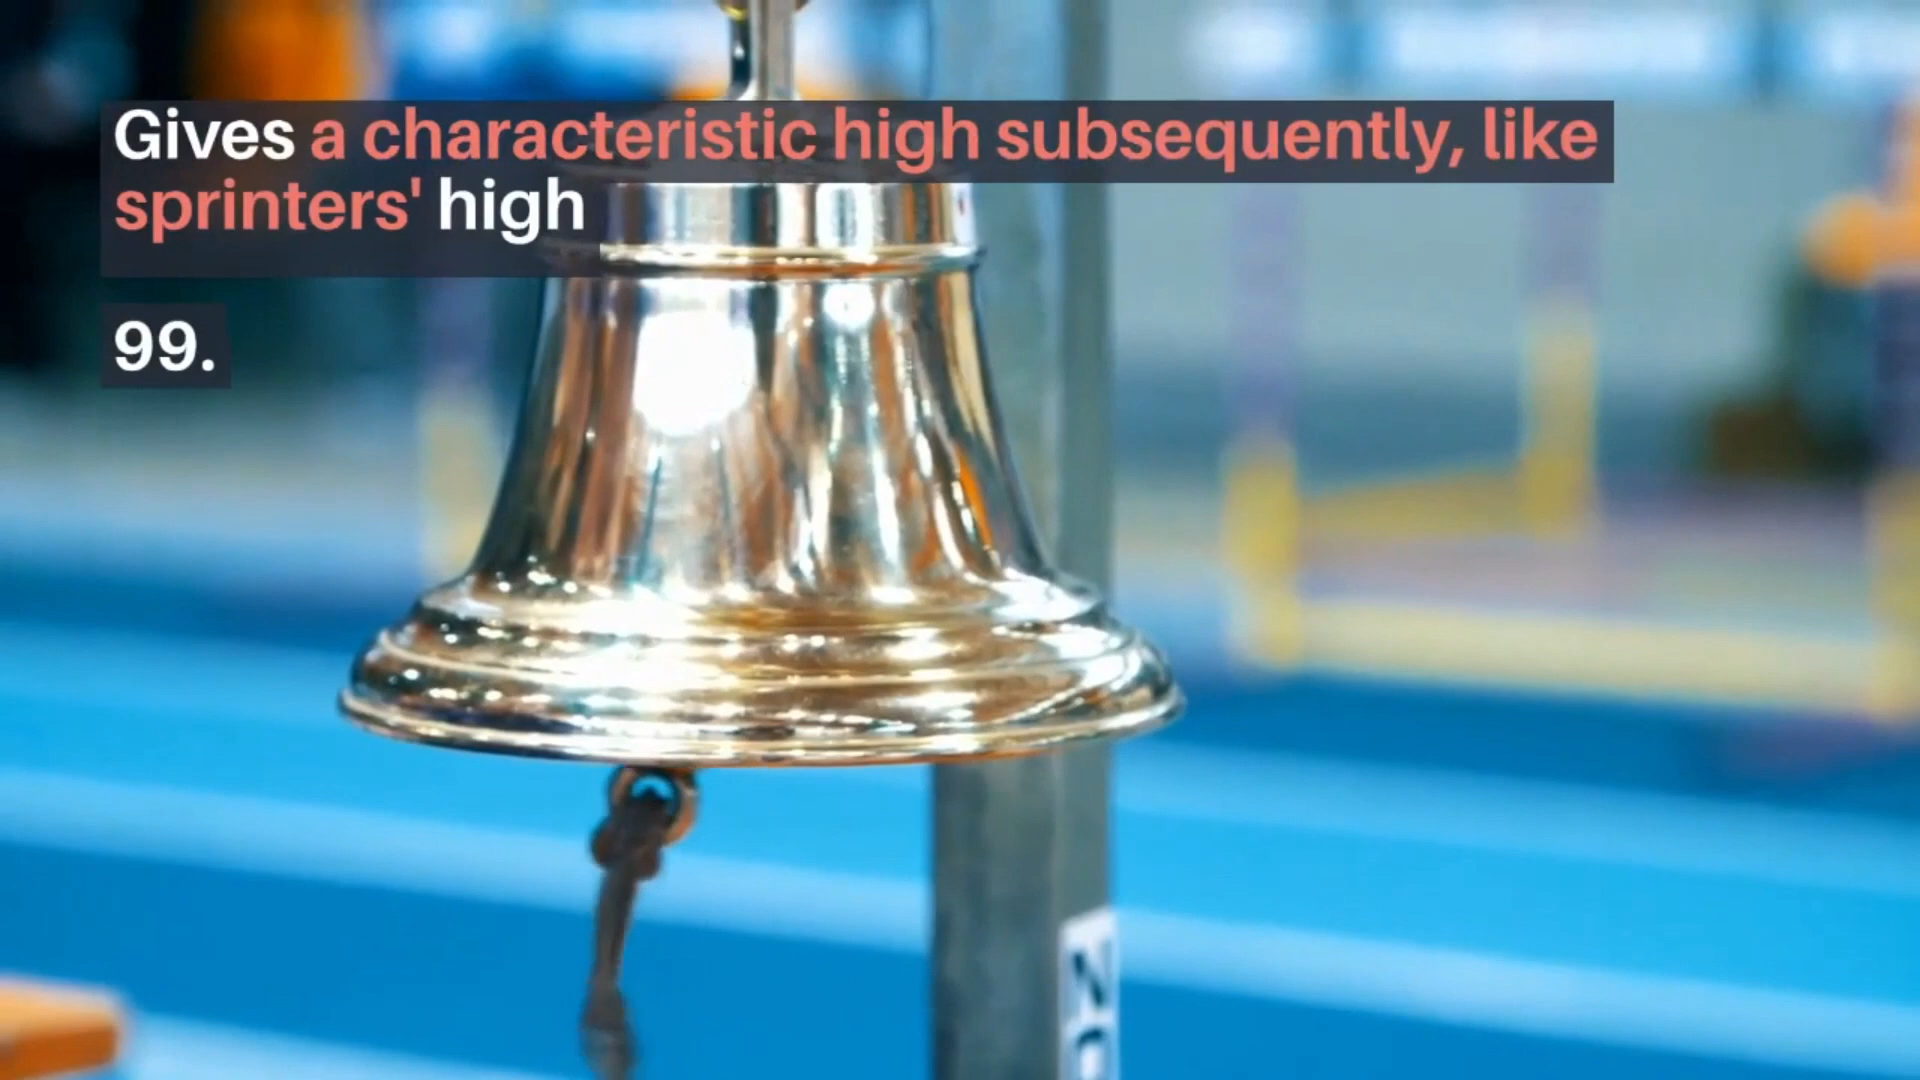 Gives a characteristic high subsequently, like
sprinters' high
99.